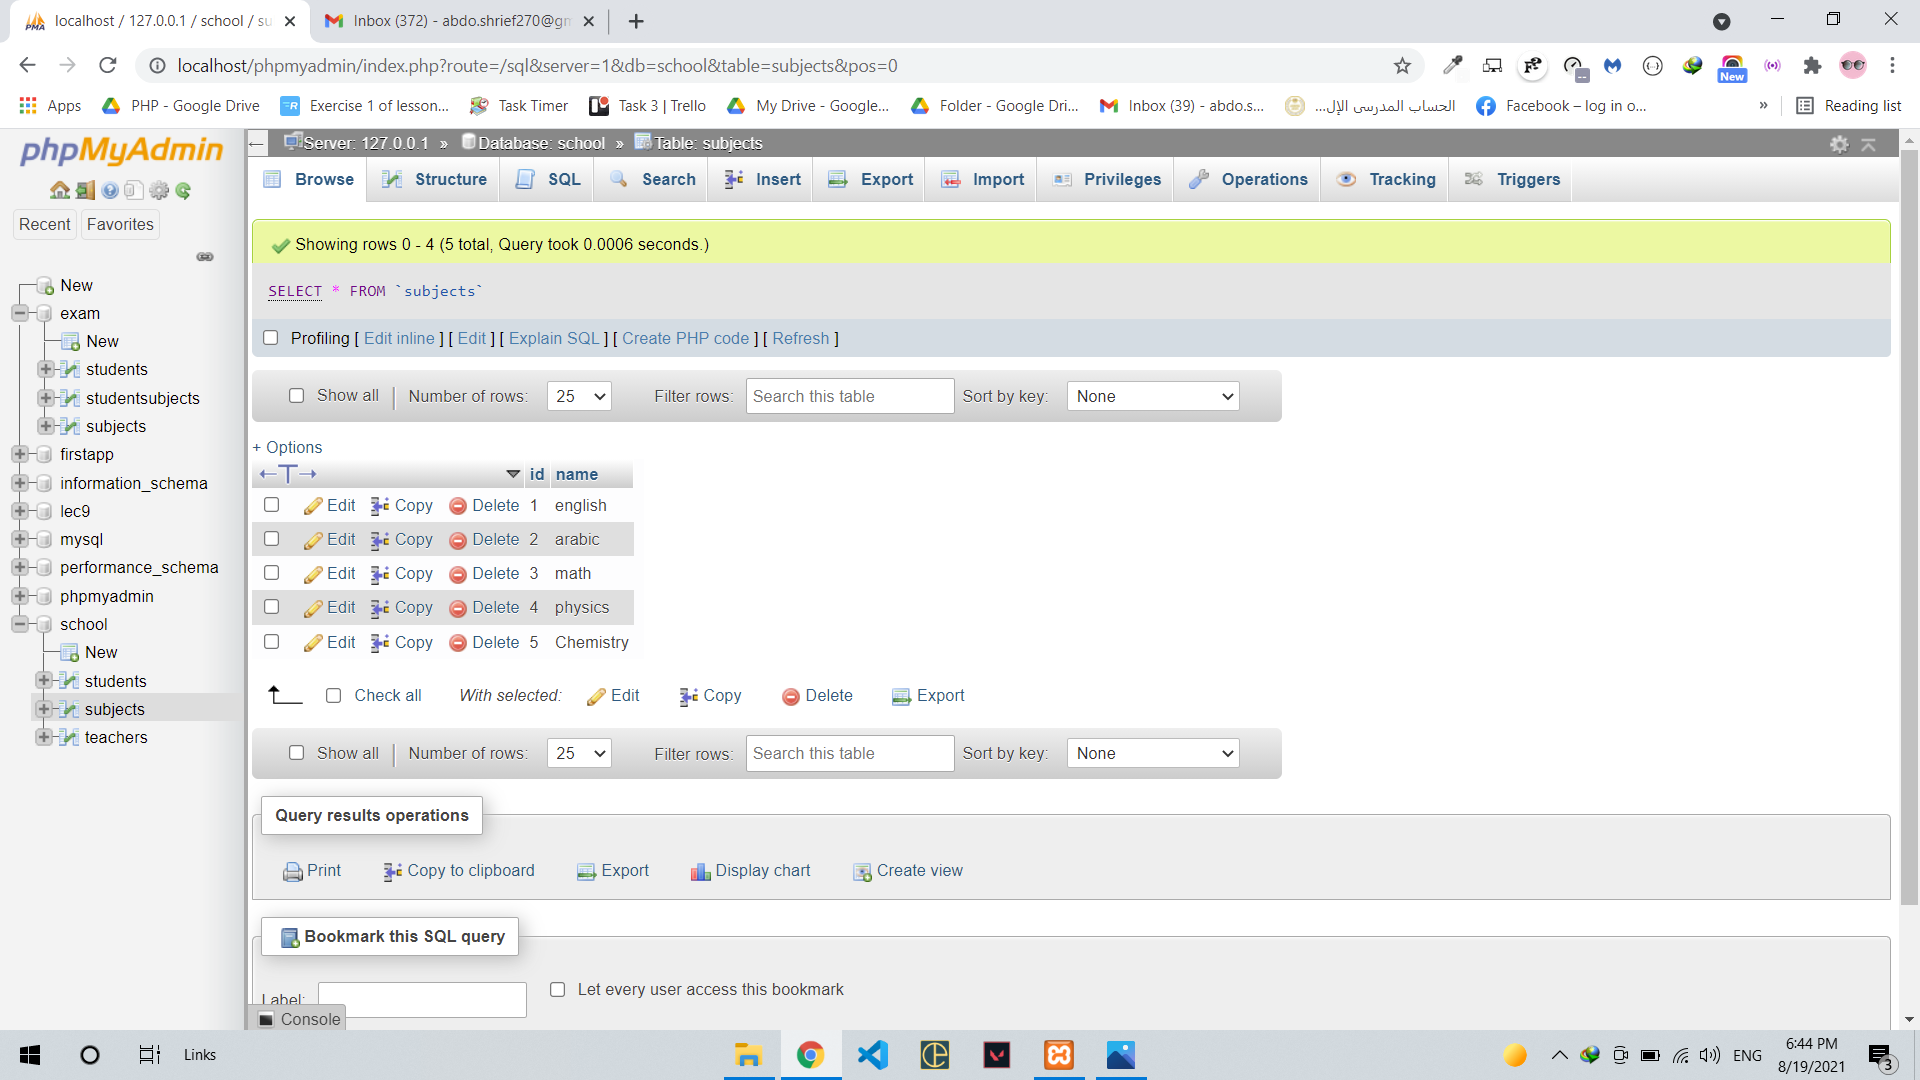 localhost / 127.0.0.1 / school / su
Inbox (372) - abdo.shrief270@gm
localhost/phpmyadmin/index.php?route=/sql&server=1&db=school&table=subjects&pos=0
New
Apps
PHP - Google Drive
Exercise 1 of lesson...
Task Timer
Task 3 | Trello
My Drive - Google...
Folder - Google Dri...
Inbox (39) - abdo.s...
الحساب المدرسى الإل...
Facebook – log in o...
»
Reading list
phpMyAdmin
Recent
Favorites
New
exam
New
students
studentsubjects
subjects
firstapp
information_schema
lec9
mysql
performance_schema
phpmyadmin
school
New
students
subjects
teachers
Server: 127.0.0.1 » Database: school » Table: subjects
Browse
Structure
SQL
Search
Insert
Export
Import
Privileges
Operations
Tracking
Triggers
Showing rows 0 - 4 (5 total, Query took 0.0006 seconds.)
SELECT * FROM `subjects`
Profiling [ Edit inline ] [ Edit ] [ Explain SQL ] [ Create PHP code ] [ Refresh ]
Show all | Number of rows: 25 Filter rows: Search this table Sort by key: None
+ Options
←T→ id name
Edit Copy Delete 1 english
Edit Copy Delete 2 arabic
Edit Copy Delete 3 math
Edit Copy Delete 4 physics
Edit Copy Delete 5 Chemistry
Check all With selected: Edit Copy Delete Export
Show all | Number of rows: 25 Filter rows: Search this table Sort by key: None
Query results operations
Print Copy to clipboard Export Display chart Create view
Bookmark this SQL query
Label: Let every user access this bookmark
Console
Links
ENG
6:44 PM
8/19/2021
3